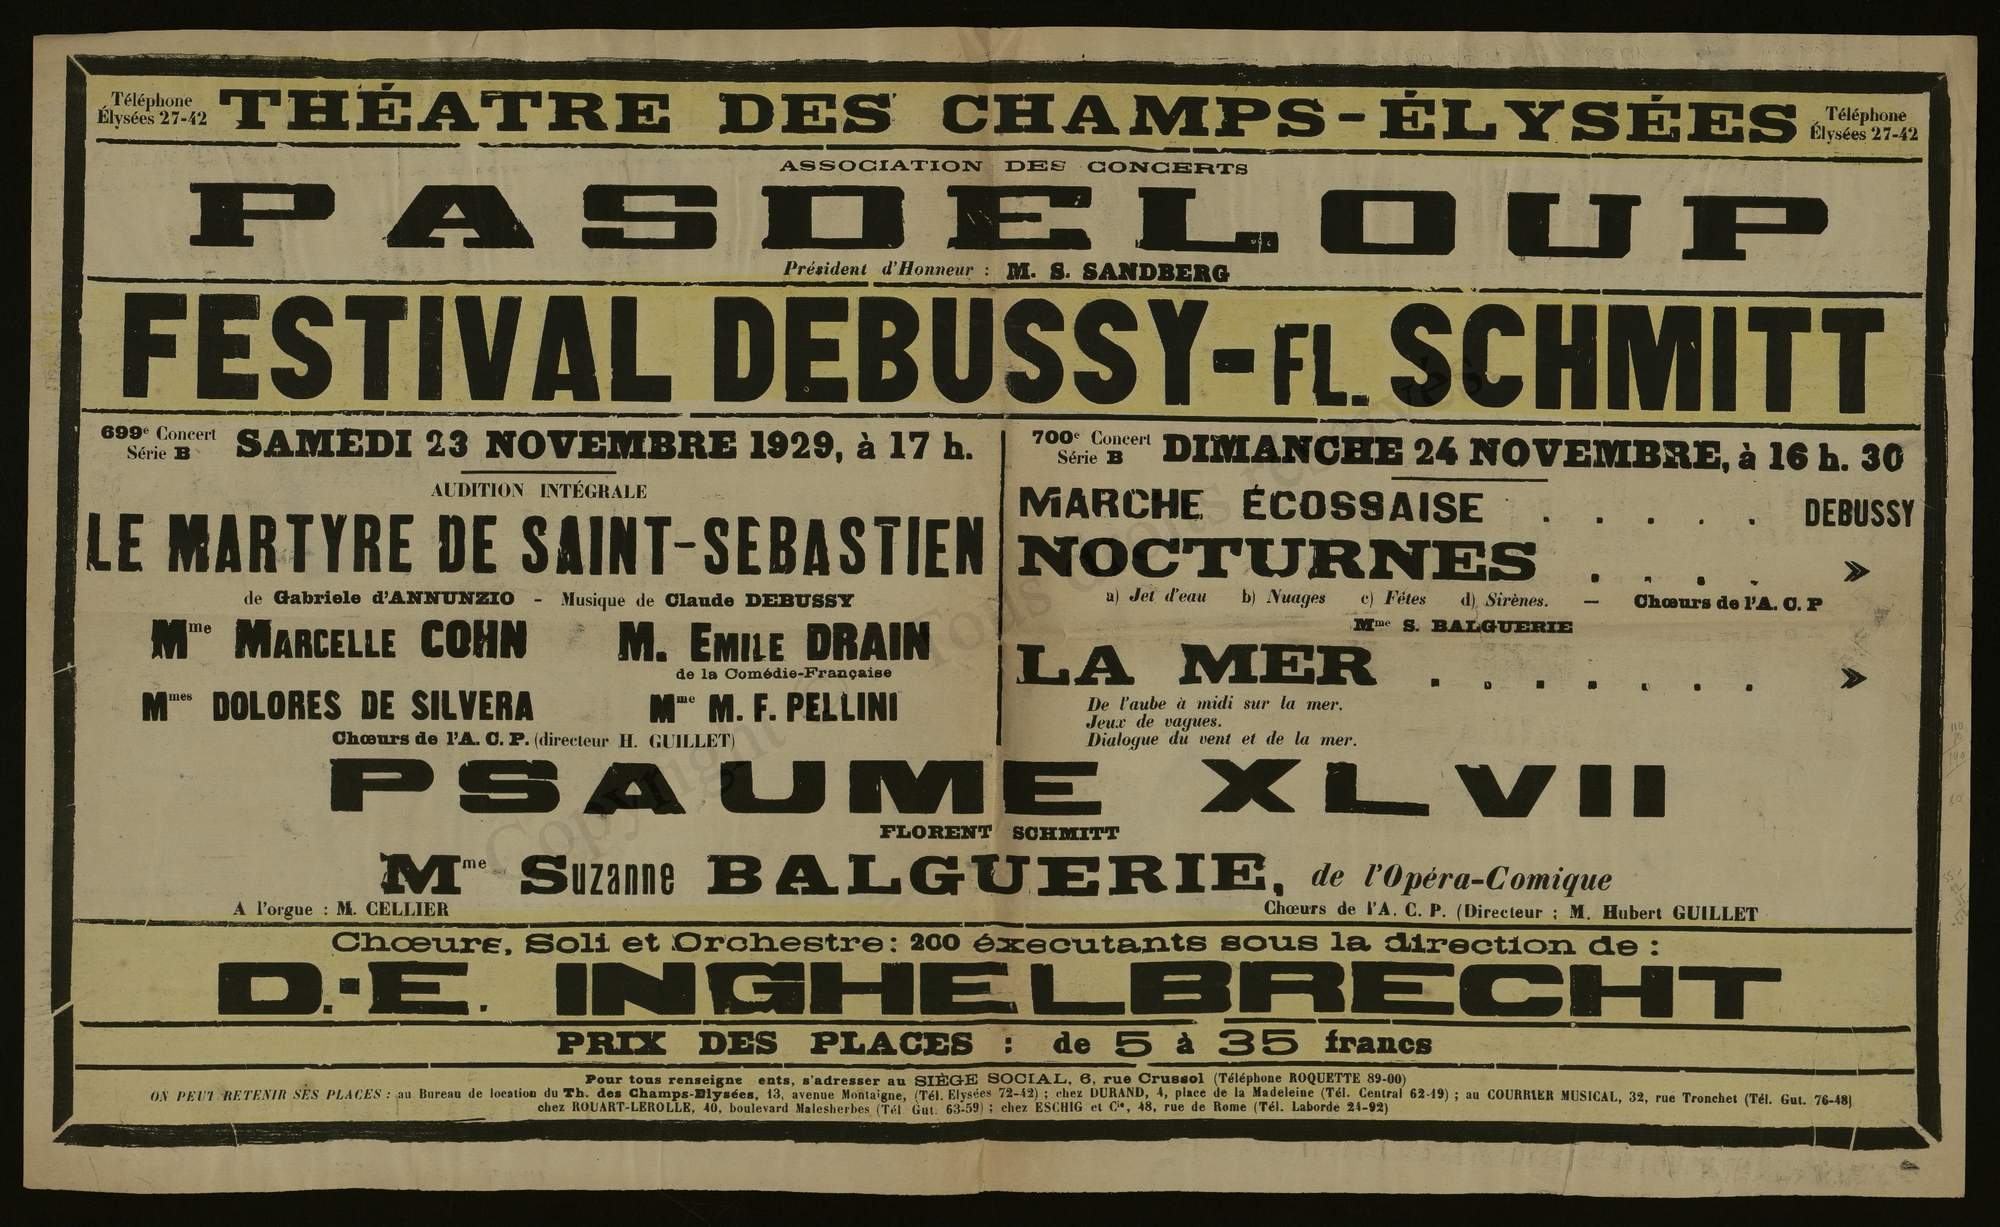 Téléphone
Élysées 27-42
THÉATRE DES CHAMPS-ÉLYSÉES
Téléphone
Élysées 27-42
ASSOCIATION DES CONCERTS
PASDELOUP
Président d'Honneur : M. S. SANDBERG
FESTIVAL DEBUSSY - FL. SCHMITT
699e Concert
Série B
SAMEDI 23 NOVEMBRE 1929, à 17 h.
AUDITION INTÉGRALE
LE MARTYRE DE SAINT-SEBASTIEN
de Gabriele d'ANNUNZIO - Musique de Claude DEBUSSY
Mme MARCELLE COHN
M. EMILE DRAIN
de la Comédie-Française
Mmes DOLORES DE SILVERA
Mme M. F. PELLINI
Chœurs de l'A. C. P. (directeur H. GUILLET)
700e Concert
Série B
DIMANCHE 24 NOVEMBRE, à 16 h. 30
MARCHE ÉCOSSAISE . . . . . DEBUSSY
NOCTURNES . . . . »
a) Jet d'eau b) Nuages c) Fêtes d) Sirènes. — Chœurs de l'A. C. P
Mme S. BALGUERIE
LA MER . . . . . . . »
De l'aube à midi sur la mer.
Jeux de vagues.
Dialogue du vent et de la mer.
PSAUME XLVII
FLORENT SCHMITT
Mme Suzanne BALGUERIE, de l'Opéra-Comique
A l'orgue : M. CELLIER
Chœurs de l'A. C. P. (Directeur : M. Hubert GUILLET
Chœurs, Soli et Orchestre : 200 éxecutants sous la direction de :
D.-E. INGHELBRECHT
PRIX DES PLACES : de 5 à 35 francs
Pour tous renseigne ents, s'adresser au SIÈGE SOCIAL, 6, rue Crussol (Téléphone ROQUETTE 89-00)
ON PEUT RETENIR SES PLACES : au Bureau de location du Th. des Champs-Elysées, 13, avenue Montaigne, (Tél. Elysées 72-42) ; chez DURAND, 4, place de la Madeleine (Tél. Central 62-19) ; au COURRIER MUSICAL, 32, rue Tronchet (Tél. Gut. 76-48)
chez ROUART-LEROLLE, 40, boulevard Malesherbes (Tél Gut. 63-59) ; chez ESCHIG et Cie, 48, rue de Rome (Tél. Laborde 24-92)
Copyright Tous droits réservés